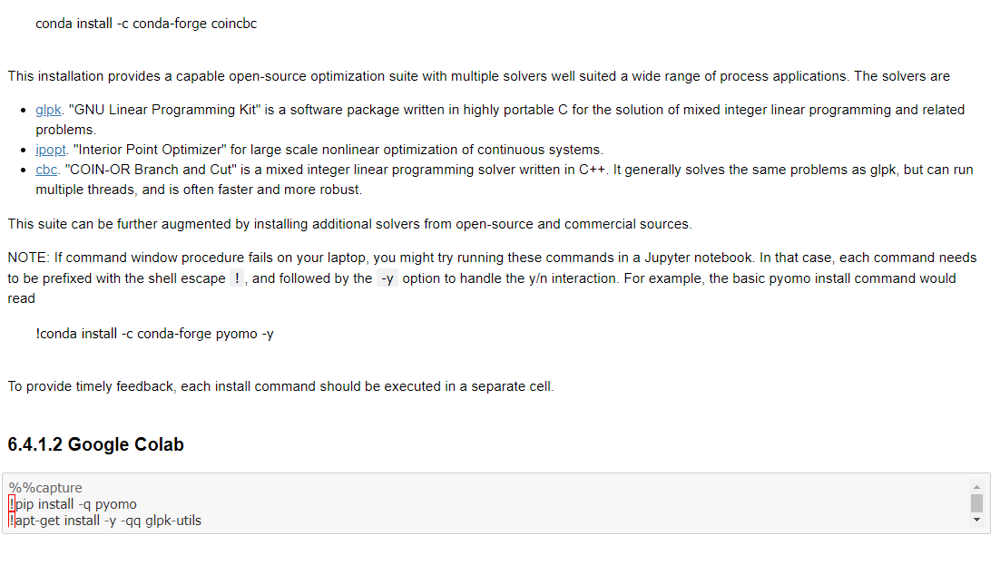 conda install -c conda-forge coincbc
This installation provides a capable open-source optimization suite with multiple solvers well suited a wide range of process applications. The solvers are
• glpk. "GNU Linear Programming Kit" is a software package written in highly portable C for the solution of mixed integer linear programming and related
problems.
• ipopt. "Interior Point Optimizer" for large scale nonlinear optimization of continuous systems.
• cbc. "COIN-OR Branch and Cut" is a mixed integer linear programming solver written in C++. It generally solves the same problems as glpk, but can run
multiple threads, and is often faster and more robust.
This suite can be further augmented by installing additional solvers from open-source and commercial sources.
NOTE: If command window procedure fails on your laptop, you might try running these commands in a Jupyter notebook. In that case, each command needs
to be prefixed with the shell escape !, and followed by the -y option to handle the y/n interaction. For example, the basic pyomo install command would
read
!conda install -c conda-forge pyomo -y
To provide timely feedback, each install command should be executed in a separate cell.
6.4.1.2 Google Colab
%%capture
!pip install -q pyomo
!apt-get install -y -qq glpk-utils